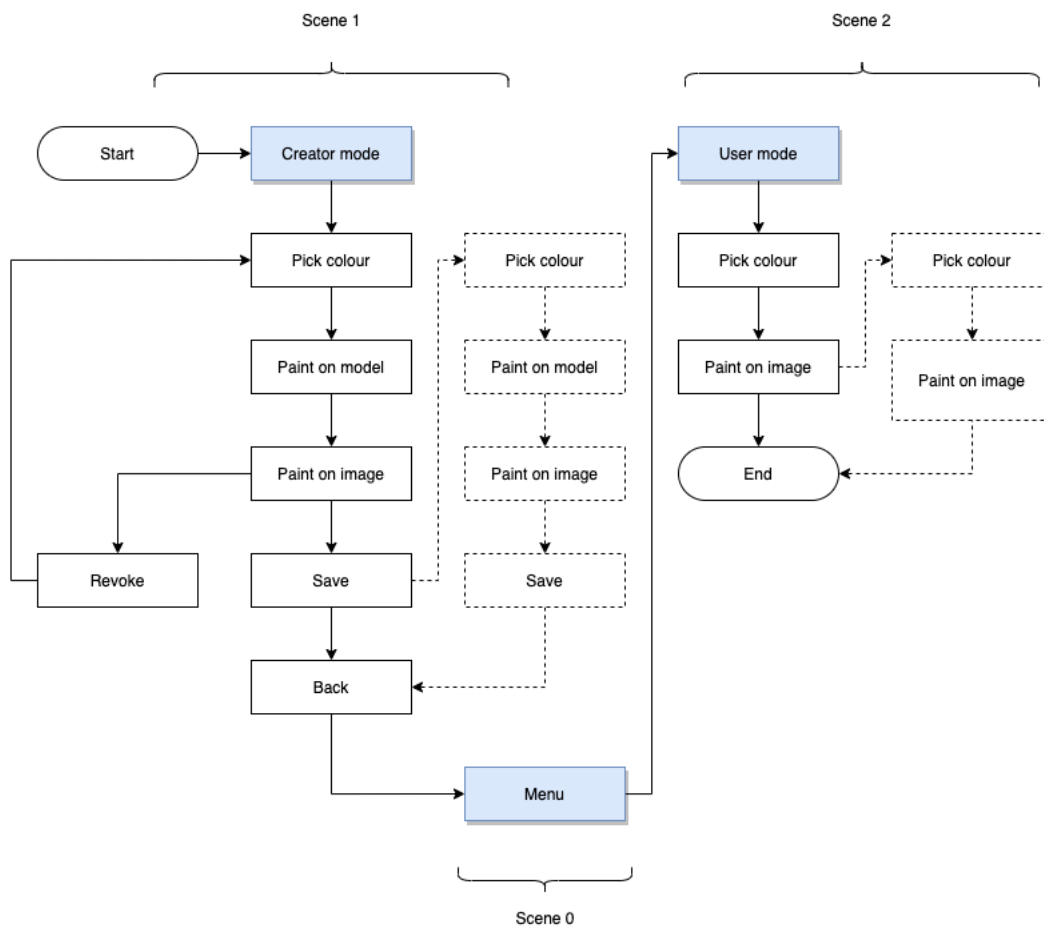 Scene 1
Scene 2
Start
Creator mode
User mode
Pick colour
Pick colour
Pick colour
Pick colour
Paint on model
Paint on model
Paint on image
Paint on image
Paint on image
Paint on image
End
Revoke
Save
Save
Back
Menu
Scene 0